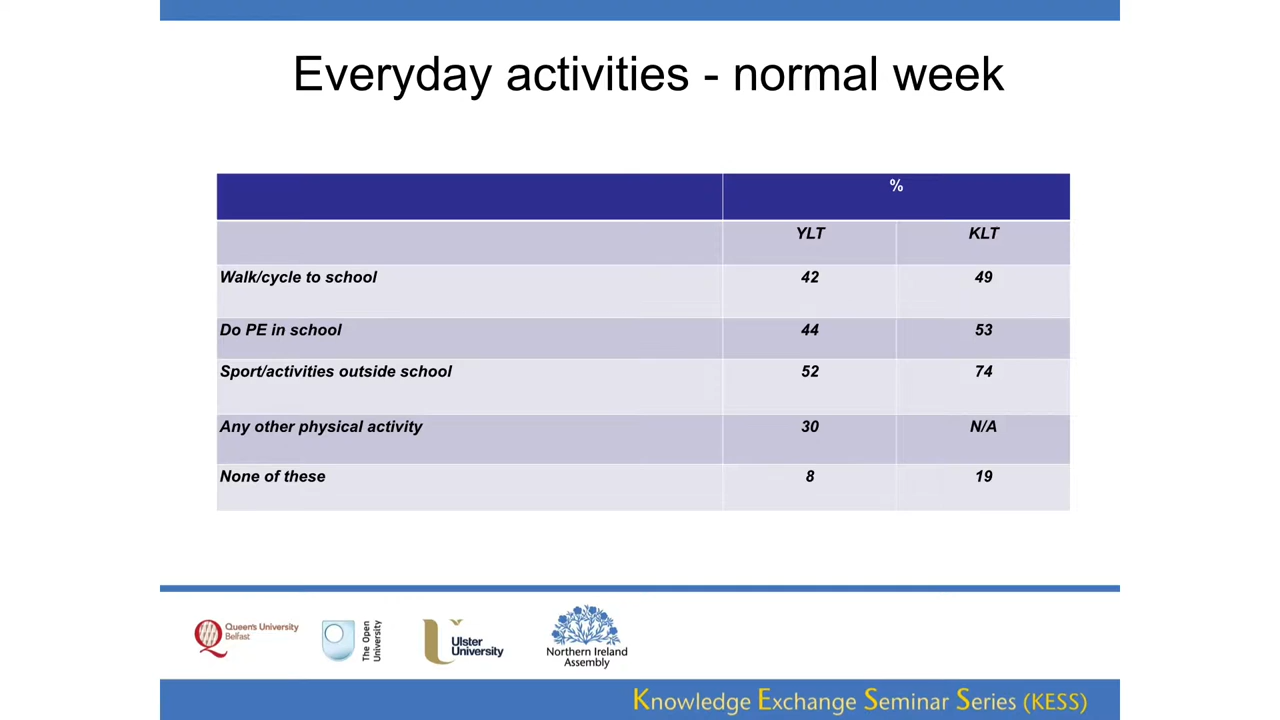 Everyday activities - normal week
%
YLT KLT
Walk/cycle to school 42 49
Do PE in school 44 53
Sport/activities outside school 52 74
Any other physical activity 30 N/A
None of these 8 19
Queen's University
Belfast
The Open
University
Ulster
University
Northern Ireland
Assembly
Knowledge Exchange Seminar Series (KESS)